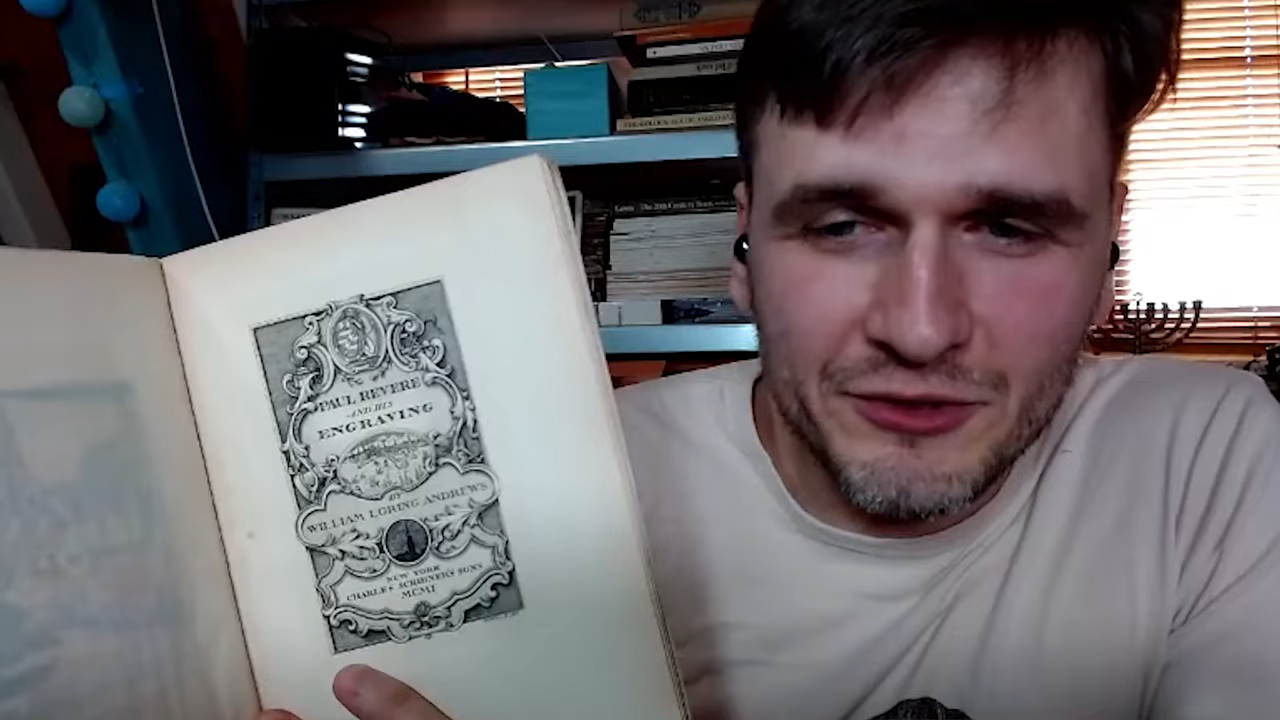 PAUL REVERE
AND HIS
ENGRAVING
BY
WILLIAM LORING ANDREWS
NEW YORK
CHARLES SCRIBNER'S SONS
MCMI